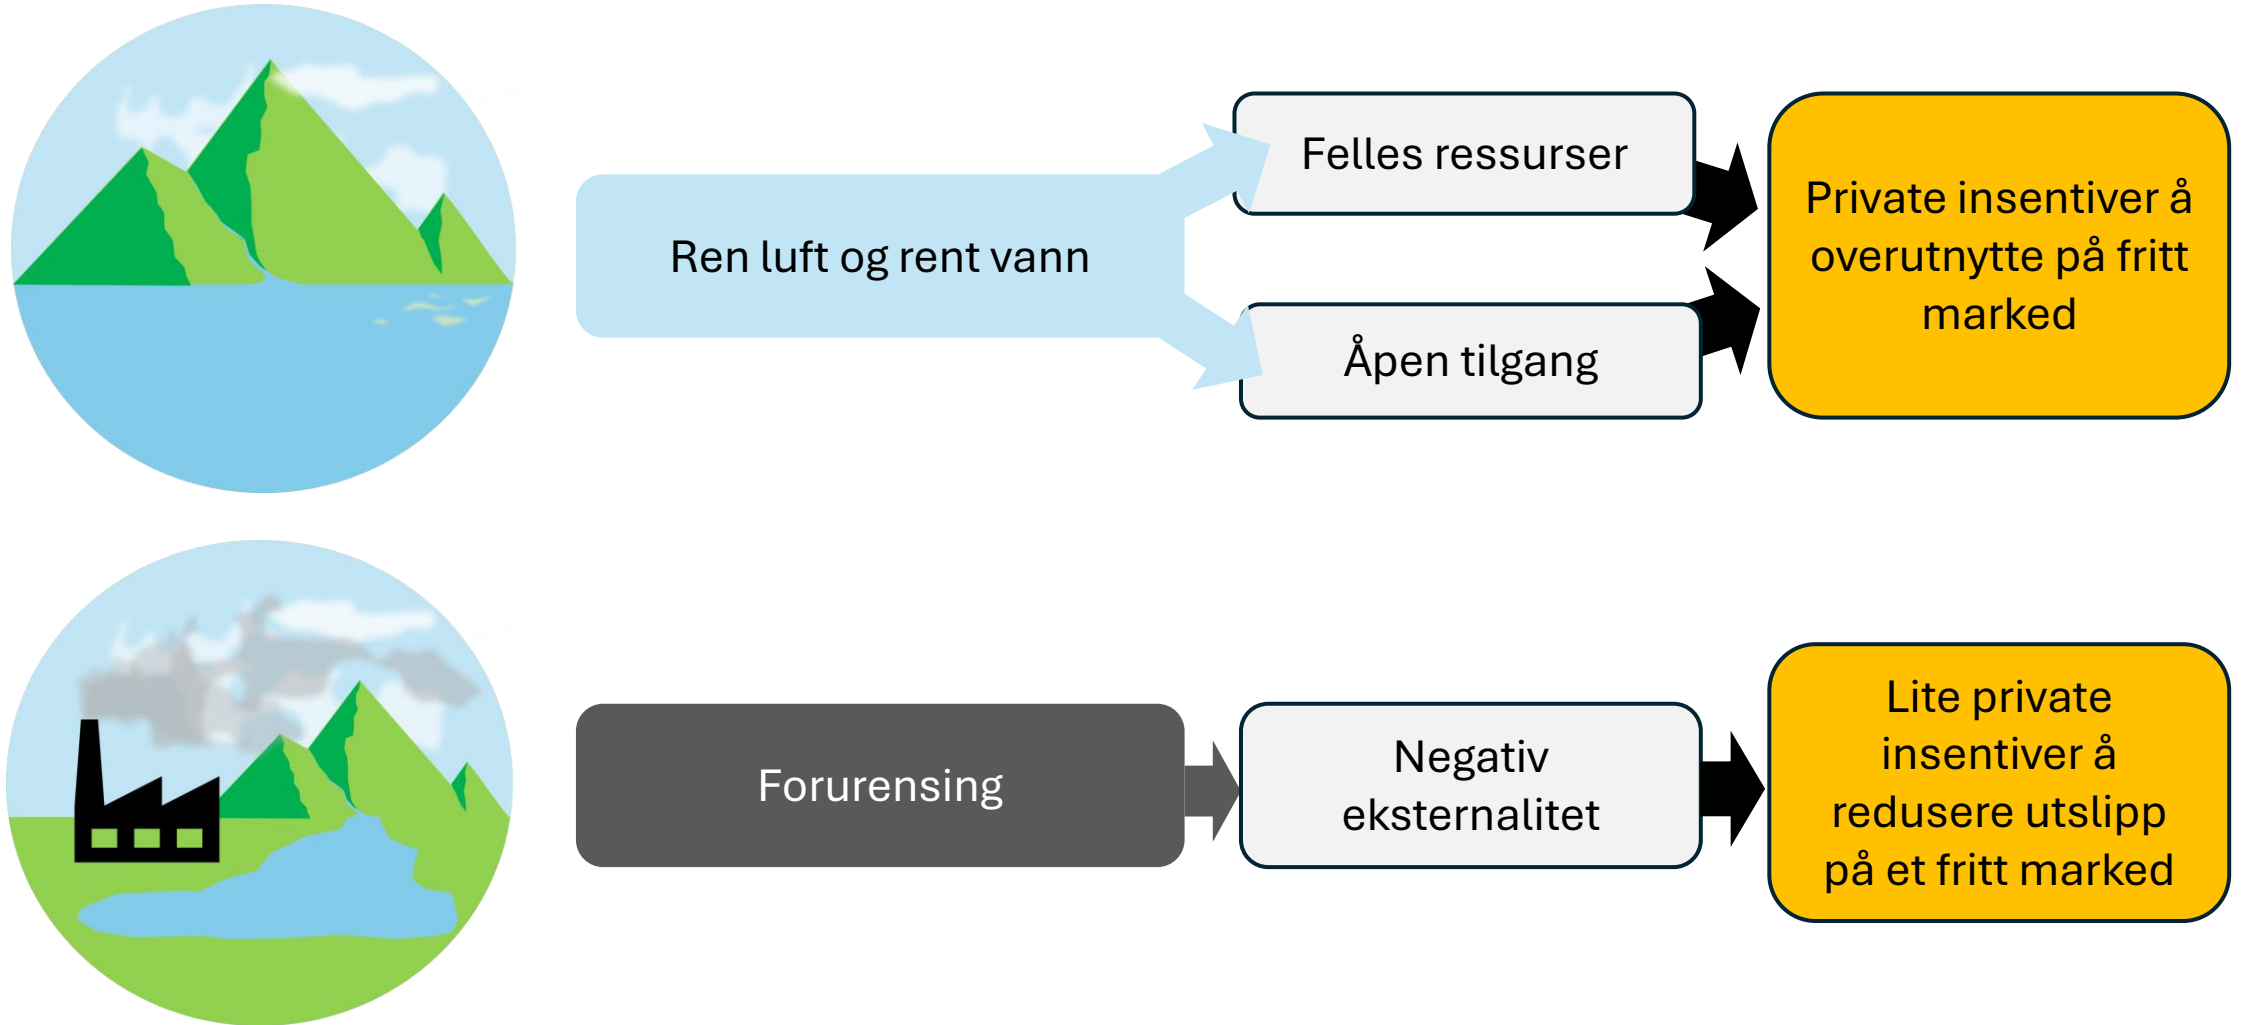 Felles ressurser
Ren luft og rent vann
Åpen tilgang
Private insentiver å
overutnytte på fritt
marked
Forurensing
Negativ
eksternalitet
Lite private
insentiver å
redusere utslipp
på et fritt marked